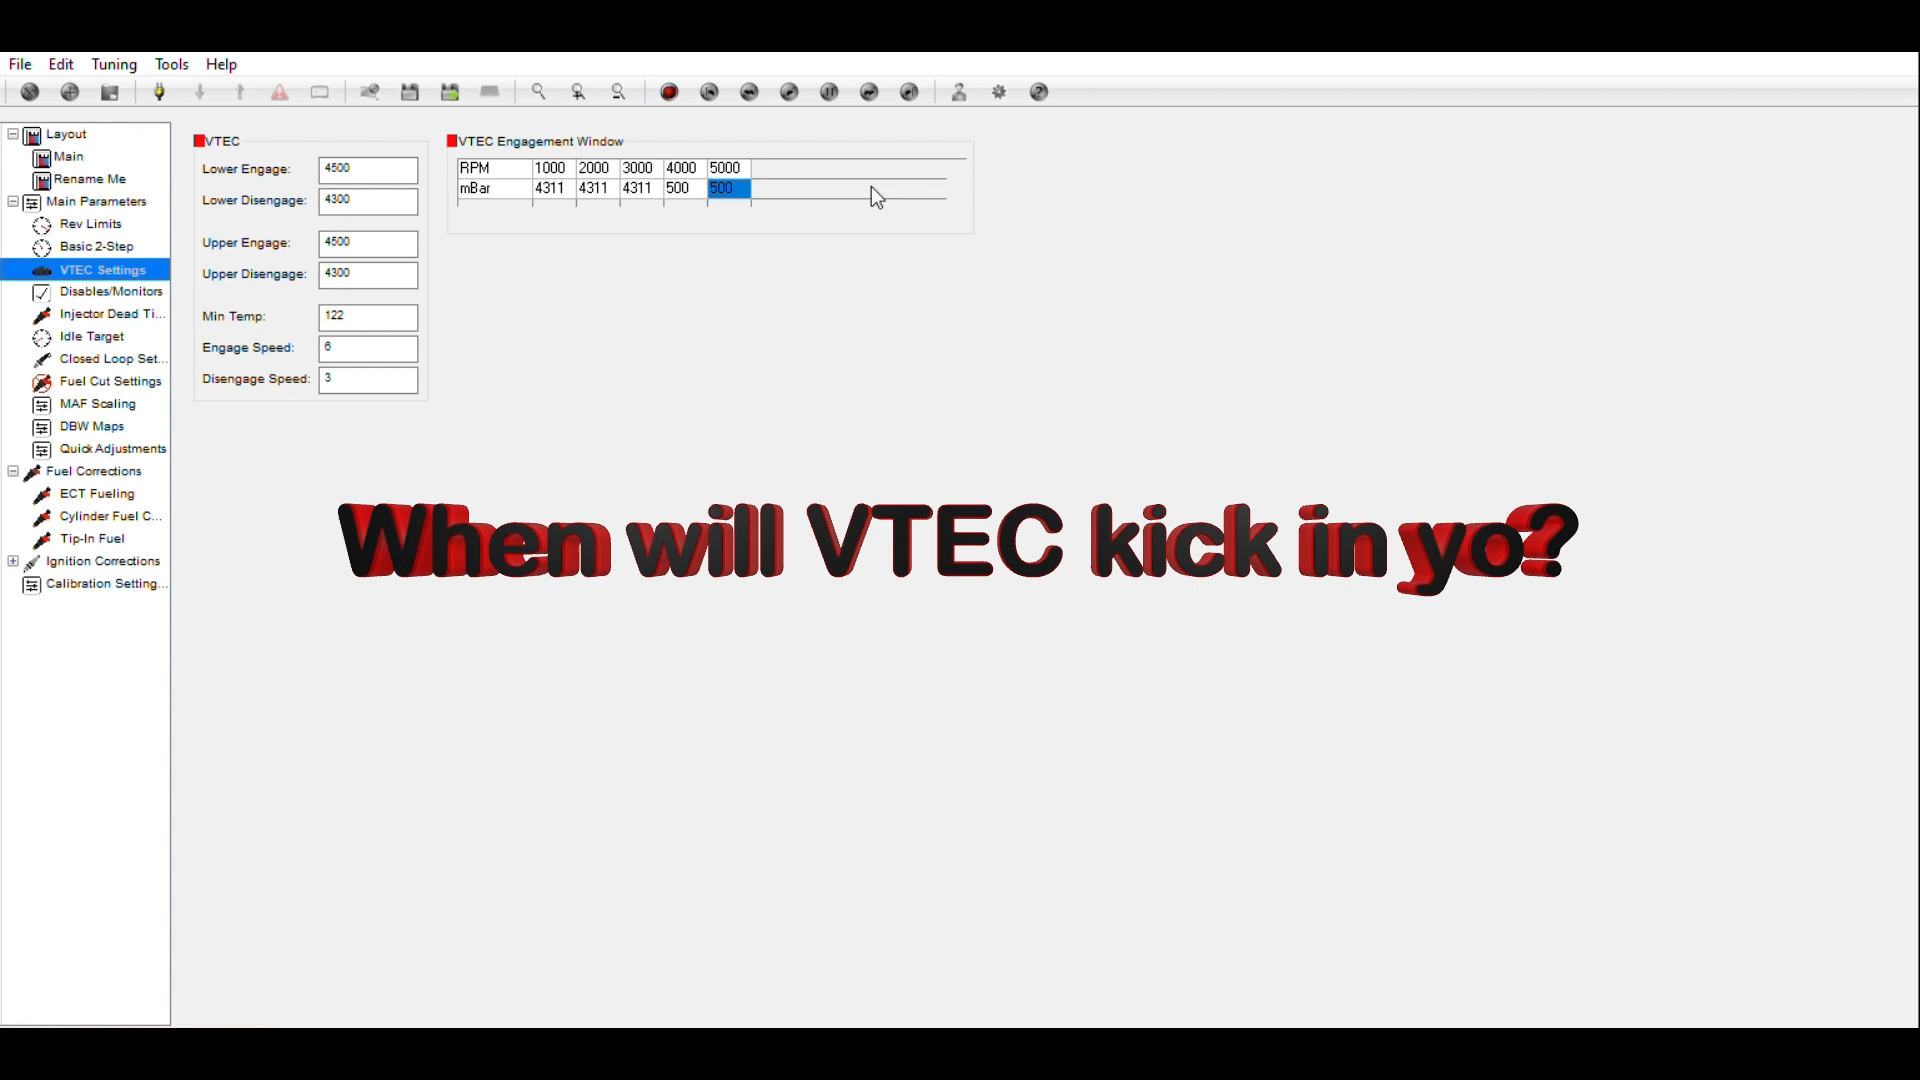 File Edit Tuning Tools Help
Layout
Main
Rename Me
Main Parameters
Rev Limits
Basic 2-Step
VTEC Settings
Disables/Monitors
Injector Dead Ti...
Idle Target
Closed Loop Set...
Fuel Cut Settings
MAF Scaling
DBW Maps
Quick Adjustments
Fuel Corrections
ECT Fueling
Cylinder Fuel C...
Tip-In Fuel
Ignition Corrections
Calibration Setting...
VTEC
Lower Engage: 4500
Lower Disengage: 4300
Upper Engage: 4500
Upper Disengage: 4300
Min Temp: 122
Engage Speed: 6
Disengage Speed: 3
VTEC Engagement Window
RPM 1000 2000 3000 4000 5000
mBar 4311 4311 4311 500 500
When will VTEC kick in yo?